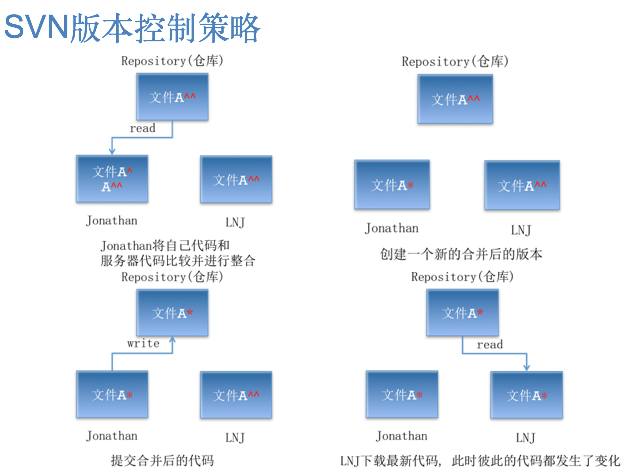 SVN版本控制策略
Repository(仓库)
文件A^^
read
文件A^
A^^
文件A^^
Jonathan
LNJ
Jonathan将自己代码和
服务器代码比较并进行整合
Repository(仓库)
文件A^^
文件A*
文件A^^
Jonathan
LNJ
创建一个新的合并后的版本
Repository(仓库)
文件A*
write
文件A*
文件A^^
Jonathan
LNJ
提交合并后的代码
Repository(仓库)
文件A*
read
文件A*
文件A*
Jonathan
LNJ
LNJ下载最新代码, 此时彼此的代码都发生了变化